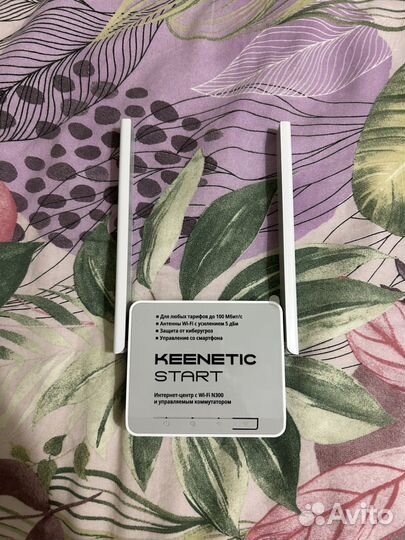 ▪ Для любых тарифов до 100 Мбит/с
▪ Антенны Wi-Fi с усилением 5 дБи
▪ Защита от киберугроз
▪ Управление со смартфона
KEENETIC
START
Интернет-центр с Wi-Fi N300
и управляемым коммутатором
Avito